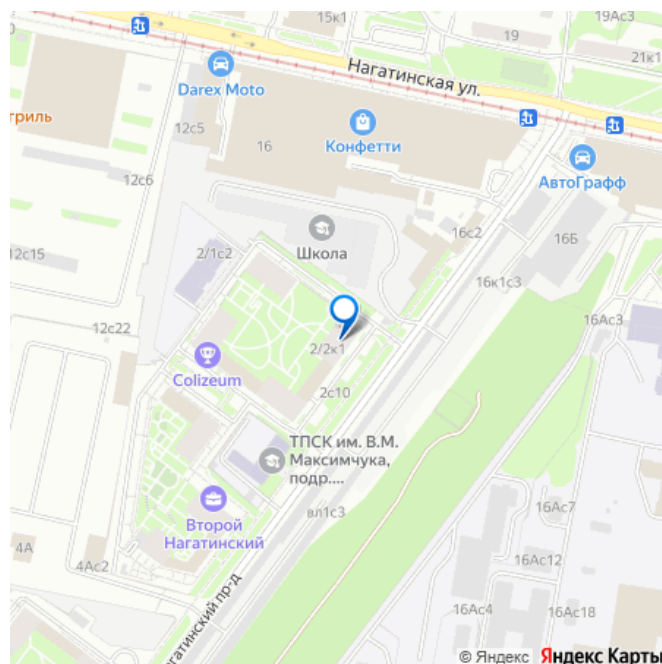 15к1
19Ас3
19
21к1
Нагатинская ул.
Darex Moto
гриль
12с5
16
Конфетти
12с6
АвтоГрафф
Школа
16с2
16Б
2/1с2
12с15
16к1с3
12с22
16Ас3
2/2к1
Colizeum
2с10
ТПСК им. В.М.
Максимчука,
подр....
Второй
Нагатинский
вл1с3
16Ас7
4А
4Ас2
16Ас12
16Ас4
16Ас18
гатинский пр-д
© Яндекс Яндекс Карты